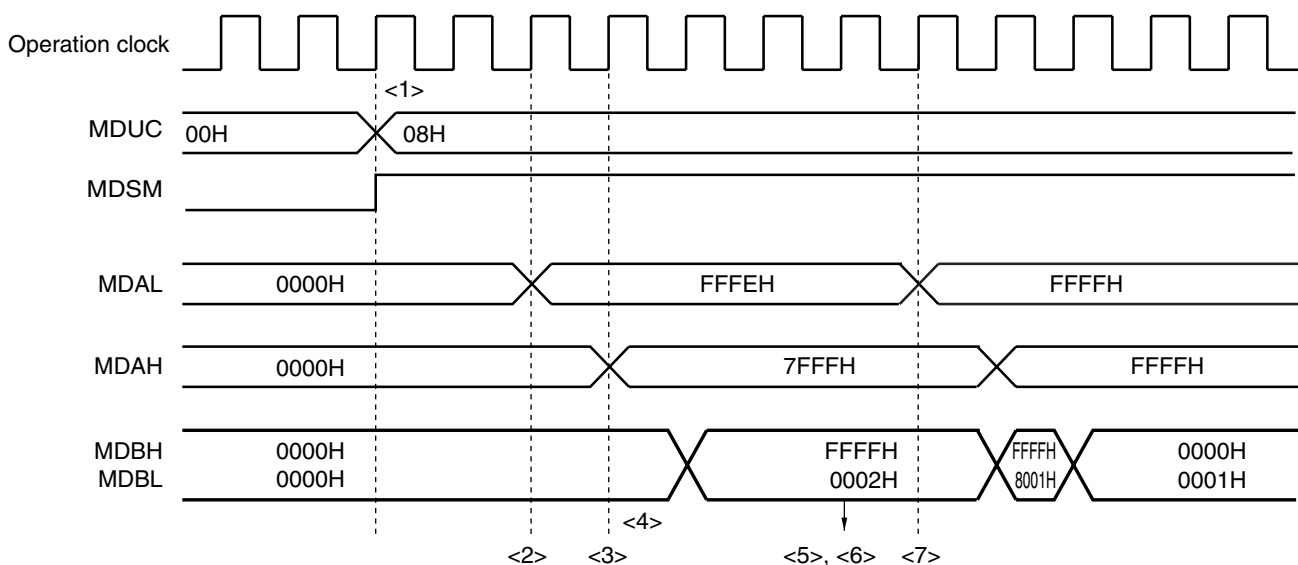 Operation clock
<1>
MDUC 00H 08H
MDSM
MDAL 0000H FFFEH FFFFH
MDAH 0000H 7FFFH FFFFH
MDBH 0000H FFFFH FFFFH 0000H
MDBL 0000H 0002H 8001H 0001H
<4>
<2> <3> <5>, <6> <7>